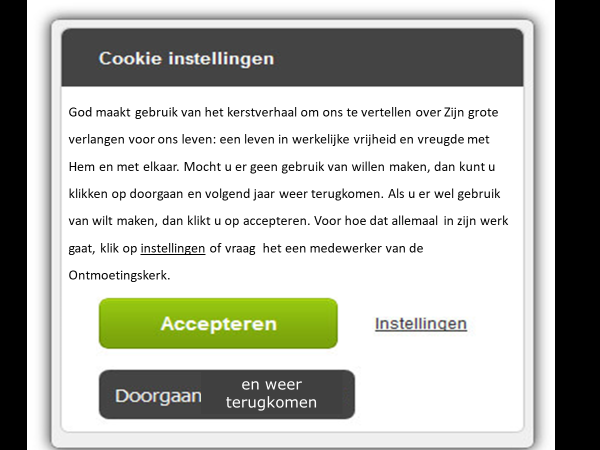 Cookie instellingen
God maakt gebruik van het kerstverhaal om ons te vertellen over Zijn grote
verlangen voor ons leven: een leven in werkelijke vrijheid en vreugde met
Hem en met elkaar. Mocht u er geen gebruik van willen maken, dan kunt u
klikken op doorgaan en volgend jaar weer terugkomen. Als u er wel gebruik
van wilt maken, dan klikt u op accepteren. Voor hoe dat allemaal in zijn werk
gaat, klik op instellingen of vraag het een medewerker van de
Ontmoetingskerk.
Accepteren
Instellingen
Doorgaan en weer
terugkomen